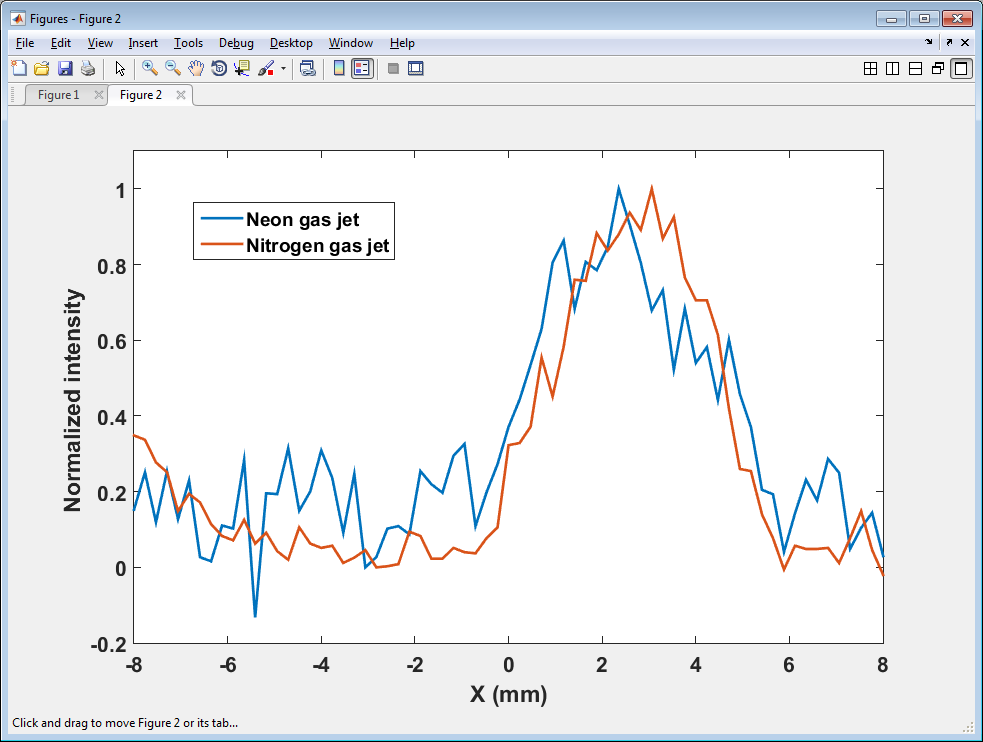 Figures - Figure 2
File Edit View Insert Tools Debug Desktop Window Help
Figure 1 Figure 2
1
0.8
0.6
0.4
0.2
0
-0.2
Normalized intensity
Neon gas jet
Nitrogen gas jet
-8 -6 -4 -2 0 2 4 6 8
X (mm)
Click and drag to move Figure 2 or its tab...